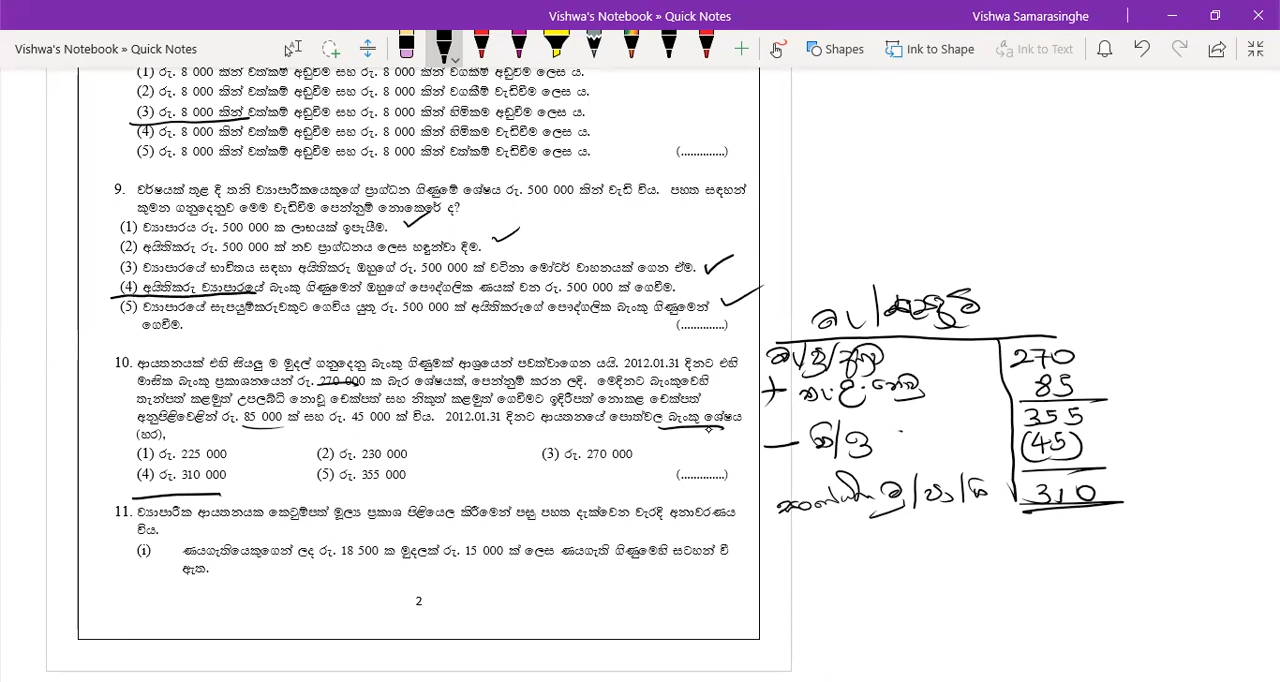 Vishwa's Notebook » Quick Notes
Vishwa Samarasinghe
Vishwa's Notebook » Quick Notes
Shapes
Ink to Shape
Ink to Text
(1) රු. 8 000 කින් වත්කම් අඩුවීම සහ රු. 8 000 කින් වගකීම් අඩුවීම ලෙස ය.
(2) රු. 8 000 කින් වත්කම් අඩුවීම සහ රු. 8 000 කින් වගකීම් වැඩිවීම ලෙස ය.
(3) රු. 8 000 කින් වත්කම් අඩුවීම සහ රු. 8 000 කින් හිමිකම අඩුවීම ලෙස ය.
(4) රු. 8 000 කින් වත්කම් අඩුවීම සහ රු. 8 000 කින් හිමිකම වැඩිවීම ලෙස ය.
(5) රු. 8 000 කින් වත්කම් අඩුවීම සහ රු. 8 000 කින් වත්කම් වැඩිවීම ලෙස ය. (..............)
9. වර්ෂයක් තුළ දී තනි ව්‍යාපාරිකයෙකුගේ ප්‍රාග්ධන ගිණුමේ ශේෂය රු. 500 000 කින් වැඩි විය. පහත සඳහන්
කුමන ගනුදෙනුව මෙම වැඩිවීම පෙන්නුම් නොකෙරේ ද?
(1) ව්‍යාපාරය රු. 500 000 ක ලාභයක් ඉපැයීම.
(2) අයිතිකරු රු. 500 000 ක් නව ප්‍රාග්ධනය ලෙස හඳුන්වා දීම.
(3) ව්‍යාපාරයේ භාවිතය සඳහා අයිතිකරු ඔහුගේ රු. 500 000 ක් වටිනා මෝටර් වාහනයක් ගෙන ඒම.
(4) අයිතිකරු ව්‍යාපාරයේ බැංකු ගිණුමෙන් ඔහුගේ පෞද්ගලික ණයක් වන රු. 500 000 ක් ගෙවීම.
(5) ව්‍යාපාරයේ සැපයුම්කරුවකුට ගෙවිය යුතු රු. 500 000 ක් අයිතිකරුගේ පෞද්ගලික බැංකු ගිණුමෙන්
ගෙවීම. (..............)
10. ආයතනයක් එහි සියලු ම මුදල් ගනුදෙනු බැංකු ගිණුමක් ආශ්‍රයෙන් පවත්වාගෙන යයි. 2012.01.31 දිනට එහි
මාසික බැංකු ප්‍රකාශනයෙන් රු. 270 000 ක බැර ශේෂයක්, පෙන්නුම් කරන ලදි. මෙදිනට බැංකුවෙහි
තැන්පත් කළමුත් උපලබ්ධි නොවූ චෙක්පත් සහ නිකුත් කළමුත් ගෙවීමට ඉදිරිපත් නොකළ චෙක්පත්
අනුපිළිවෙළින් රු. 85 000 ක් සහ රු. 45 000 ක් විය. 2012.01.31 දිනට ආයතනයේ පොත්වල බැංකු ශේෂය
(හර),
(1) රු. 225 000 (2) රු. 230 000 (3) රු. 270 000
(4) රු. 310 000 (5) රු. 355 000 (..............)
11. ව්‍යාපාරික ආයතනයක කෙටුම්පත් මූල්‍ය ප්‍රකාශ පිළියෙල කිරීමෙන් පසු පහත දැක්වෙන වැරදි අනාවරණය
විය.
(i) ණයගැතියෙකුගෙන් ලද රු. 18 500 ක මුදලක් රු. 15 000 ක් ලෙස ණයගැති ගිණුමෙහි සටහන් වී
ඇත.
2
270
+ 85
355
— (45)
310